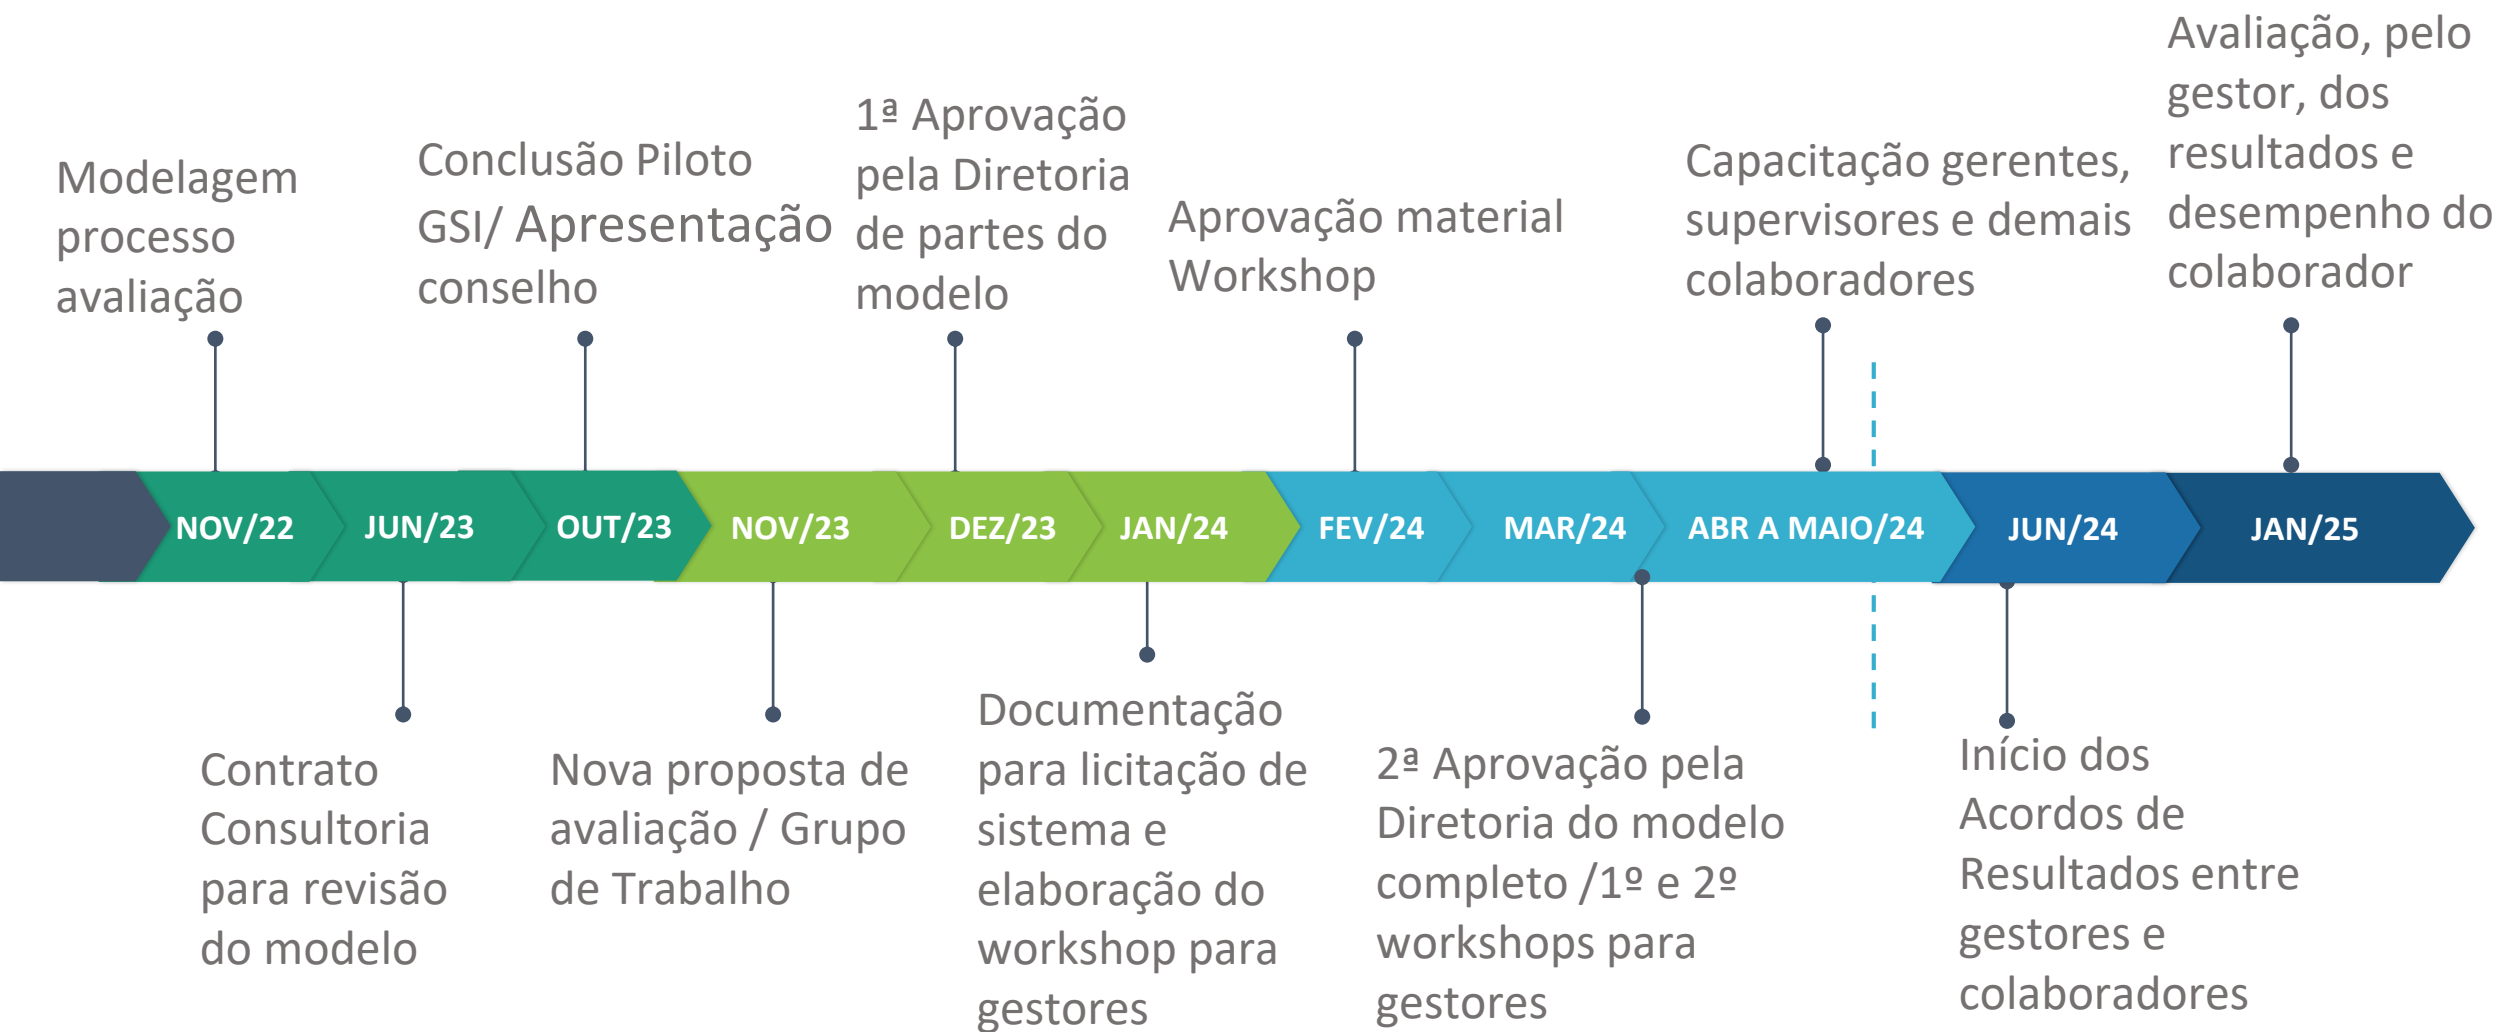 Modelagem
processo
avaliação
Conclusão Piloto
GSI/ Apresentação
conselho
1ª Aprovação
pela Diretoria
de partes do
modelo
Aprovação material
Workshop
Capacitação gerentes,
supervisores e demais
colaboradores
Avaliação, pelo
gestor, dos
resultados e
desempenho do
colaborador
NOV/22
JUN/23
OUT/23
NOV/23
DEZ/23
JAN/24
FEV/24
MAR/24
ABR A MAIO/24
JUN/24
JAN/25
Contrato
Consultoria
para revisão
do modelo
Nova proposta de
avaliação / Grupo
de Trabalho
Documentação
para licitação de
sistema e
elaboração do
workshop para
gestores
2ª Aprovação pela
Diretoria do modelo
completo /1º e 2º
workshops para
gestores
Início dos
Acordos de
Resultados entre
gestores e
colaboradores